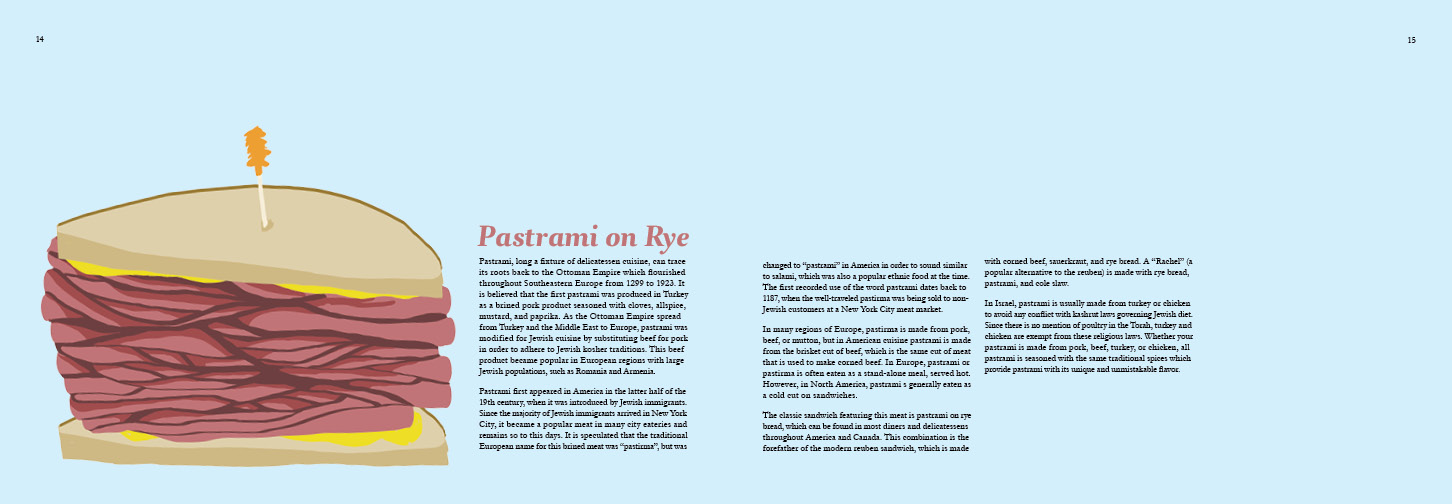 14
15
Pastrami on Rye
Pastrami, long a fixture of delicatessen cuisine, can trace
its roots back to the Ottoman Empire which flourished
throughout Southeastern Europe from 1299 to 1923. It
is believed that the first pastrami was produced in Turkey
as a brined pork product seasoned with cloves, allspice,
mustard, and paprika. As the Ottoman Empire spread
from Turkey and the Middle East to Europe, pastrami was
modified for Jewish cuisine by substituting beef for pork
in order to adhere to Jewish kosher traditions. This beef
product became popular in European regions with large
Jewish populations, such as Romania and Armenia.
Pastrami first appeared in America in the latter half of the
19th century, when it was introduced by Jewish immigrants.
Since the majority of Jewish immigrants arrived in New York
City, it became a popular meat in many city eateries and
remains so to this days. It is speculated that the traditional
European name for this brined meat was “pastirma”, but was
changed to “pastrami” in America in order to sound similar
to salami, which was also a popular ethnic food at the time.
The first recorded use of the word pastrami dates back to
1187, when the well-traveled pastirma was being sold to non-
Jewish customers at a New York City meat market.
In many regions of Europe, pastirma is made from pork,
beef, or mutton, but in American cuisine pastrami is made
from the brisket cut of beef, which is the same cut of meat
that is used to make corned beef. In Europe, pastrami or
pastirma is often eaten as a stand-alone meal, served hot.
However, in North America, pastrami s generally eaten as
a cold cut on sandwiches.
The classic sandwich featuring this meat is pastrami on rye
bread, which can be found in most diners and delicatessens
throughout America and Canada. This combination is the
forefather of the modern reuben sandwich, which is made
with corned beef, sauerkraut, and rye bread. A “Rachel” (a
popular alternative to the reuben) is made with rye bread,
pastrami, and cole slaw.
In Israel, pastrami is usually made from turkey or chicken
to avoid any conflict with kashrut laws governing Jewish diet.
Since there is no mention of poultry in the Torah, turkey and
chicken are exempt from these religious laws. Whether your
pastrami is made from pork, beef, turkey, or chicken, all
pastrami is seasoned with the same traditional spices which
provide pastrami with its unique and unmistakable flavor.